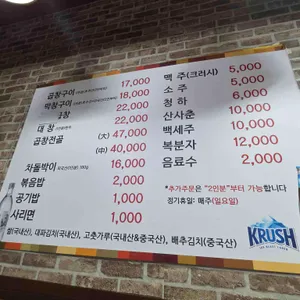 곱창구이 17,000
막창구이 18,000
창 22,000
대 창 22,000
곱창전골 (大) 47,000
(中) 40,000
차돌박이 16,000
볶음밥 2,000
공기밥 1,000
사리면 1,000
맥 주(크러시) 5,000
소 주 5,000
청 하 6,000
산사춘 10,000
백세주 10,000
복분자 12,000
음료수 2,000
*추가주문은 "2인분"부터 가능합니다
정기휴일: 매주(일요일)
KRUSH
쌀(국내산), 대파김치(국내산), 고춧가루(국내산&중국산), 배추김치(중국산)